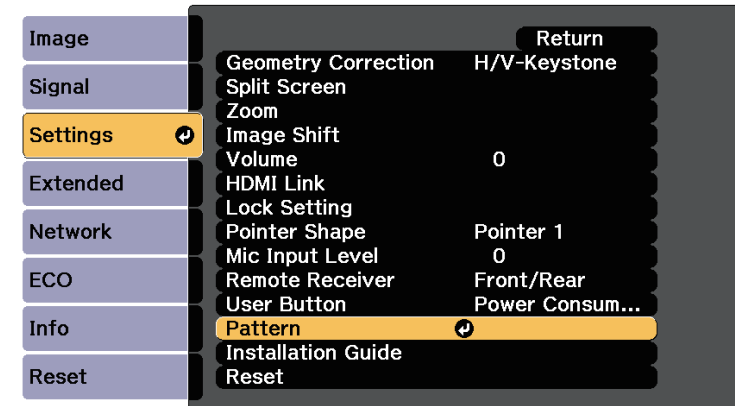 Image
Signal
Settings
Extended
Network
ECO
Info
Reset
Return
Geometry Correction H/V-Keystone
Split Screen
Zoom
Image Shift
Volume 0
HDMI Link
Lock Setting
Pointer Shape Pointer 1
Mic Input Level 0
Remote Receiver Front/Rear
User Button Power Consum...
Pattern
Installation Guide
Reset